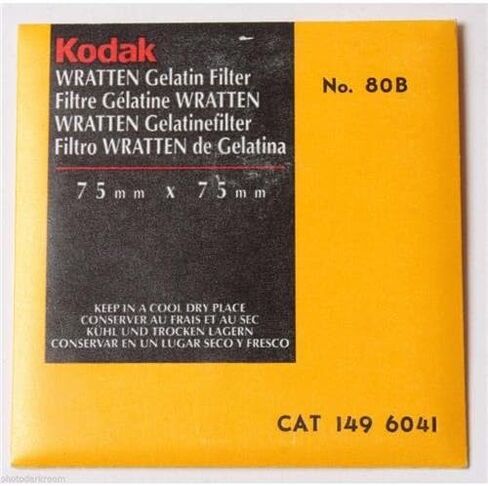 Kodak
WRATTEN Gelatin Filter
Filtre Gélatine WRATTEN
WRATTEN Gelatinefilter
Filtro WRATTEN de Gelatina
75mm x 75mm
No. 80B
KEEP IN A COOL DRY PLACE
CONSERVER AU FRAIS ET AU SEC
KÜHL UND TROCKEN LAGERN
CONSERVAR EN UN LUGAR SECO Y FRESCO
CAT 149 6041
photodarkroom